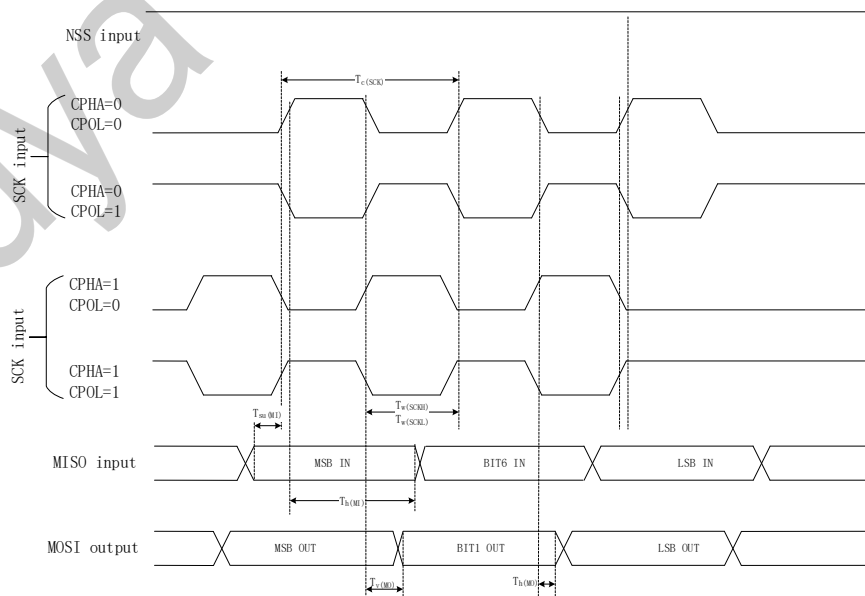 NSS input
Tc(SCK)
SCK input
CPHA=0
CPOL=0
CPHA=0
CPOL=1
SCK input
CPHA=1
CPOL=0
CPHA=1
CPOL=1
Tsu(MI)
Tw(SCKH)
Tw(SCKL)
MISO input
MSB IN
BIT6 IN
LSB IN
Th(MI)
MOSI output
MSB OUT
BIT1 OUT
LSB OUT
Tv(MO)
Th(MO)